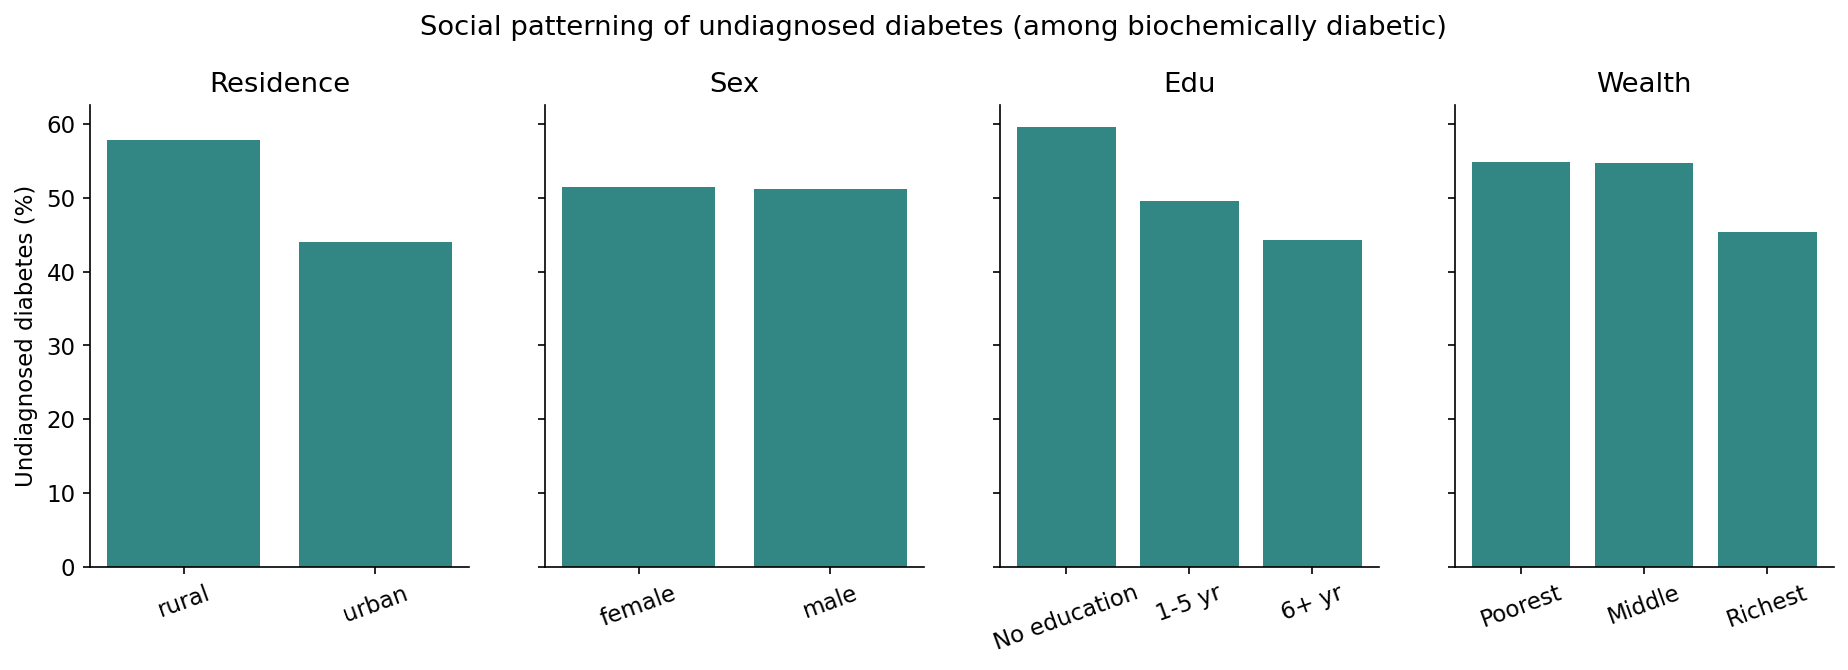 Social patterning of undiagnosed diabetes (among biochemically diabetic)
Residence
Sex
Edu
Wealth
Undiagnosed diabetes (%)
60
50
40
30
20
10
0
rural
urban
female
male
No education
1-5 yr
6+ yr
Poorest
Middle
Richest